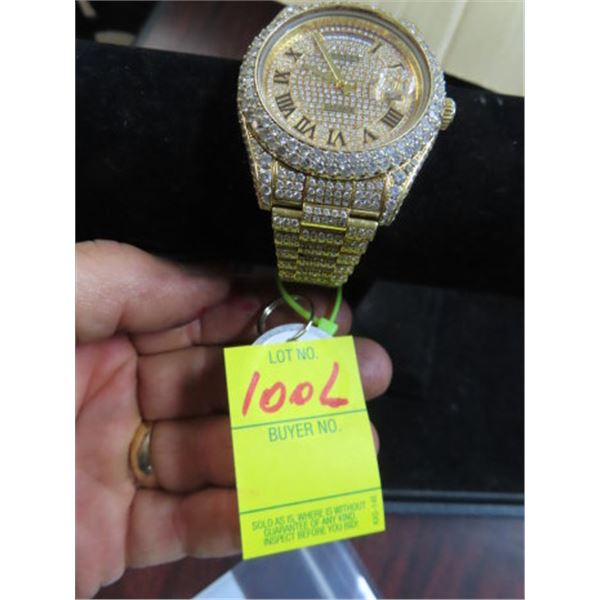 LOT NO.
100L
BUYER NO.
SOLD AS IS, WHERE IS WITHOUT
GUARANTEE OF ANY KIND.
INSPECT BEFORE YOU BID!